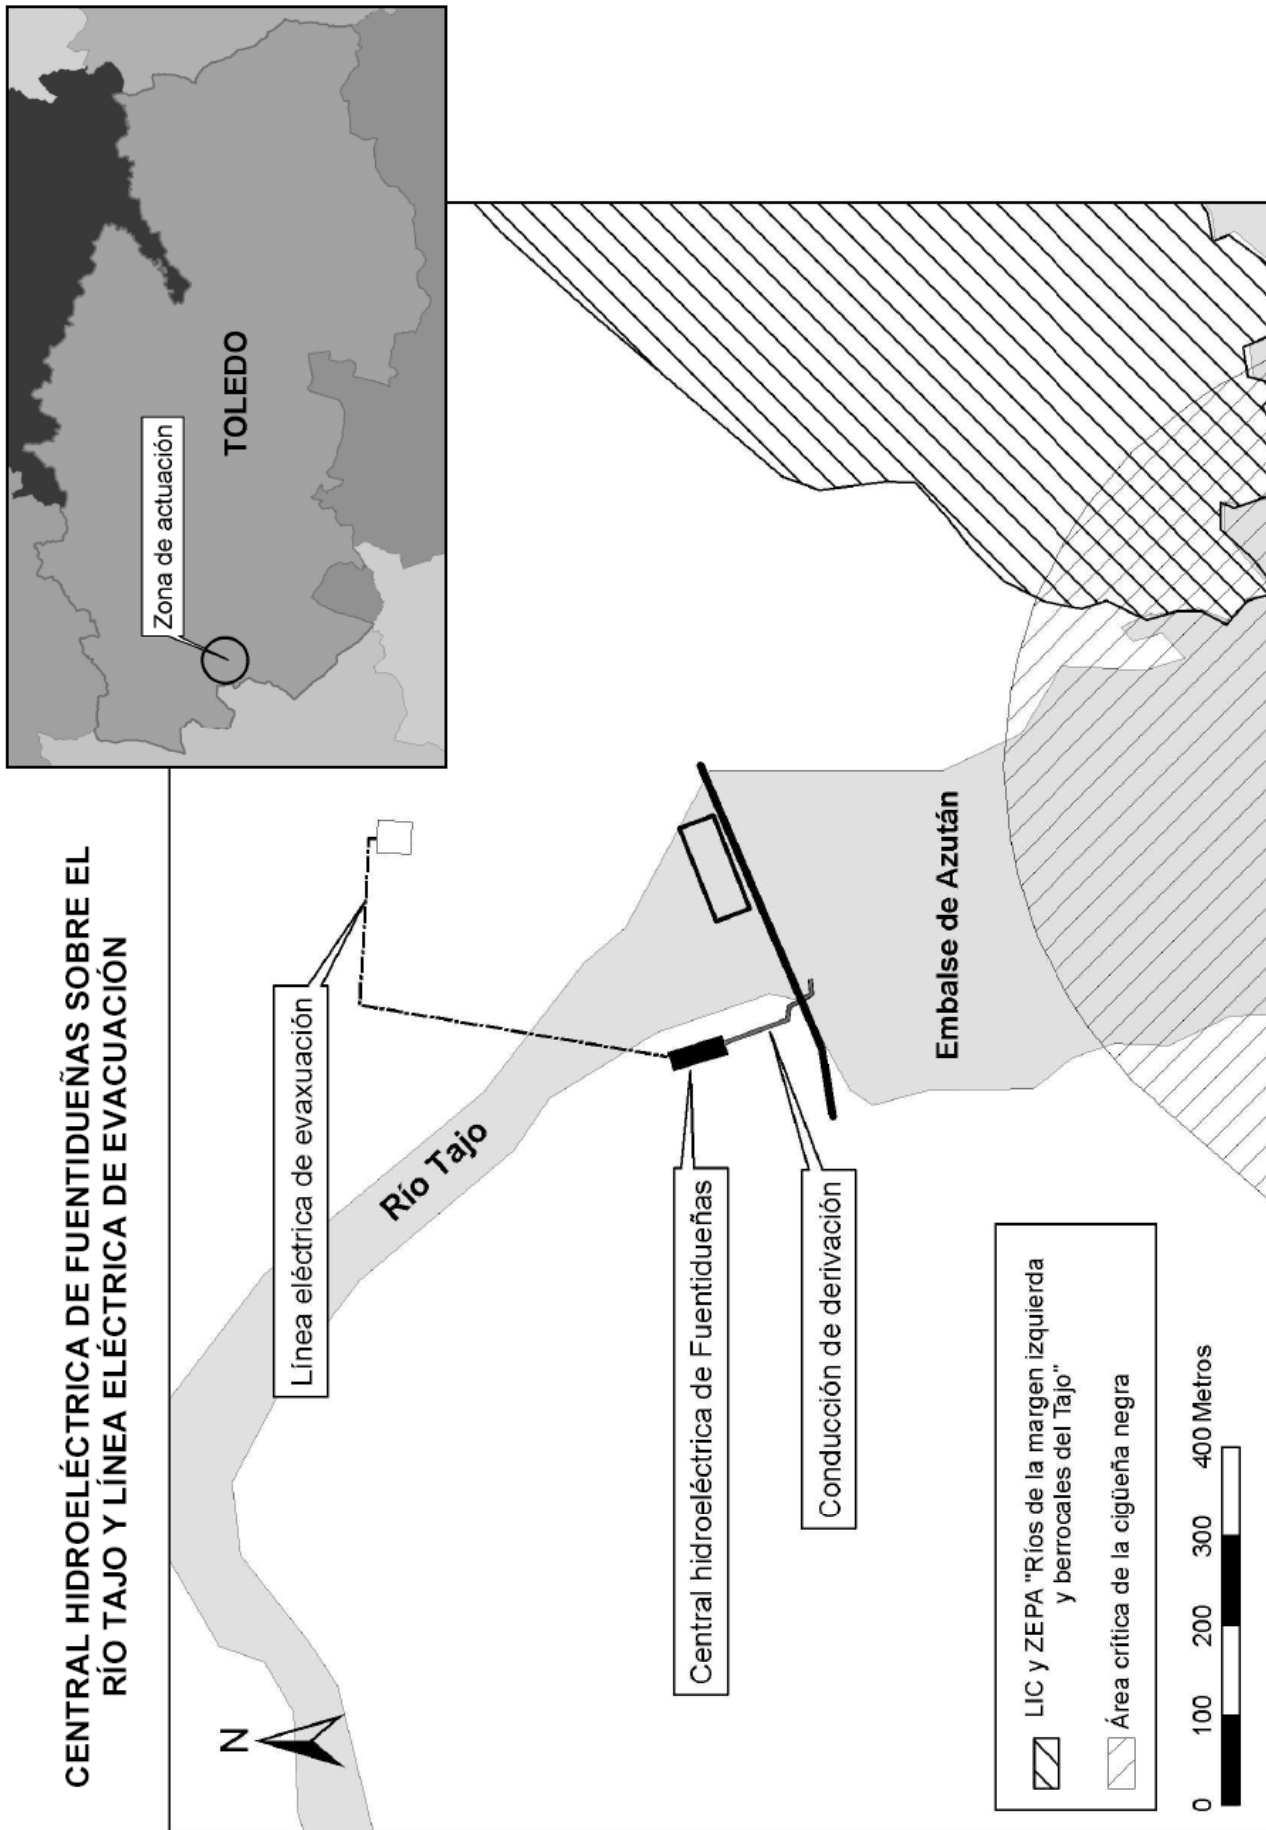 CENTRAL HIDROELÉCTRICA DE FUENTIDUEÑAS SOBRE EL
RÍO TAJO Y LÍNEA ELÉCTRICA DE EVACUACIÓN
Zona de actuación
TOLEDO
N
Línea eléctrica de evaxuación
Río Tajo
Central hidroeléctrica de Fuentidueñas
Conducción de derivación
Embalse de Azután
LIC y ZEPA "Ríos de la margen izquierda
y berrocales del Tajo"
Área crítica de la cigüeña negra
0 100 200 300 400 Metros